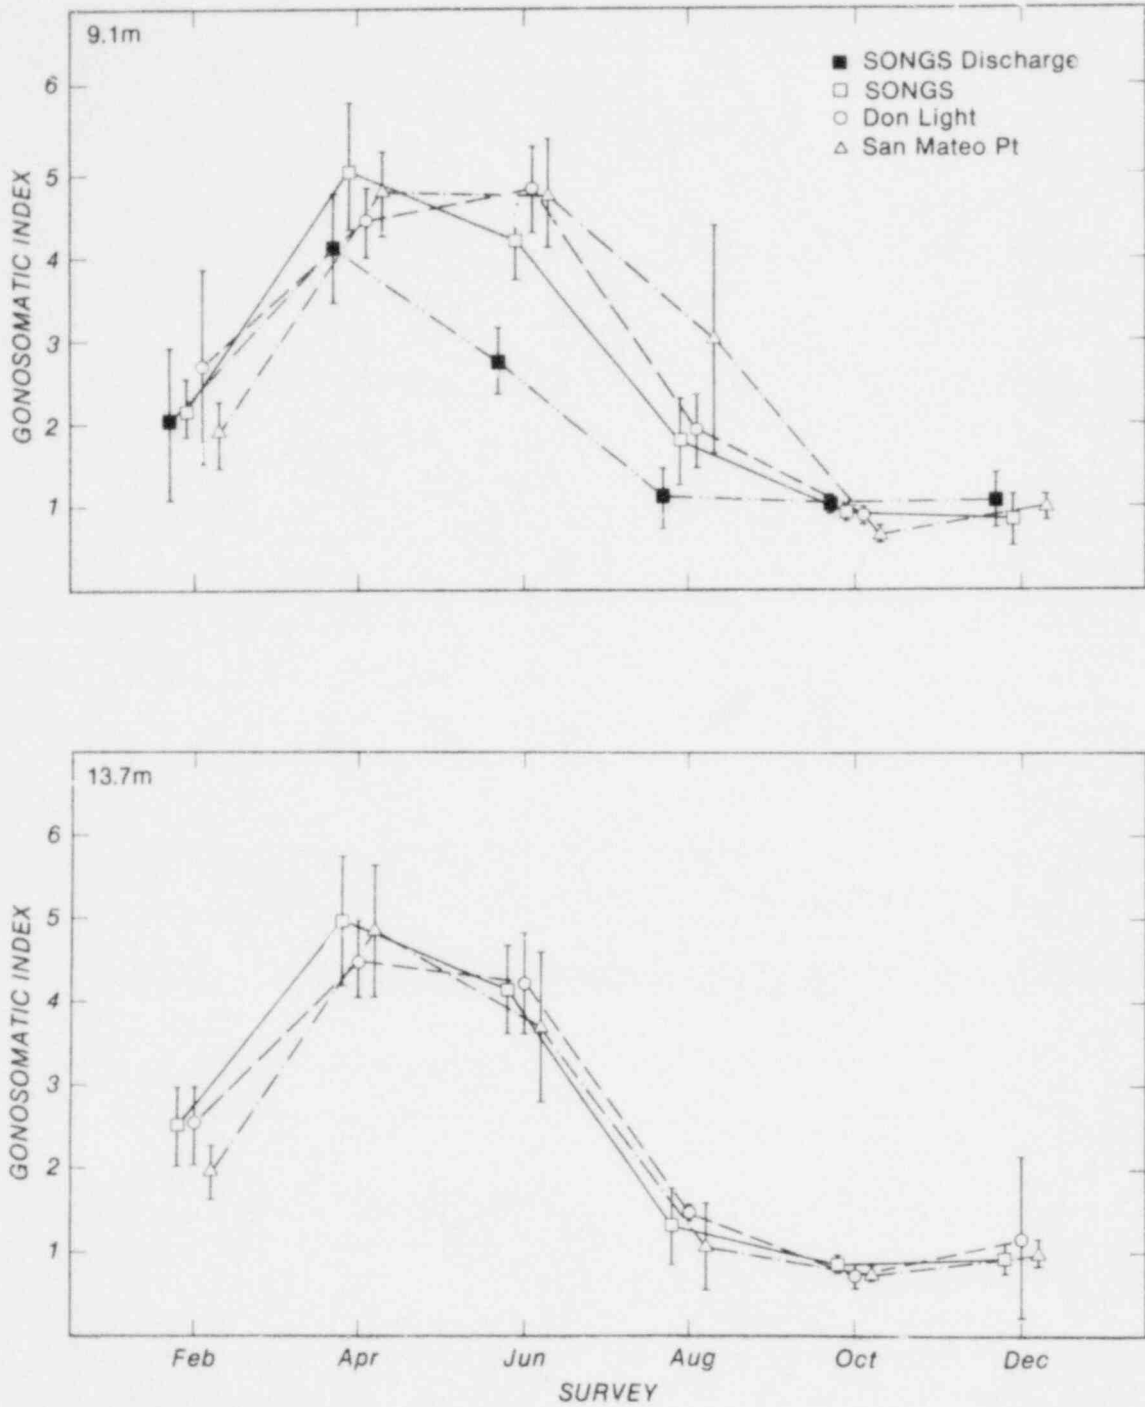 9.1m
SONGS Discharge
SONGS
Don Light
San Mateo Pt
6
5
4
3
2
1
GONOSOMATIC INDEX
13.7m
6
5
4
3
2
1
GONOSOMATIC INDEX
Feb Apr Jun Aug Oct Dec
SURVEY